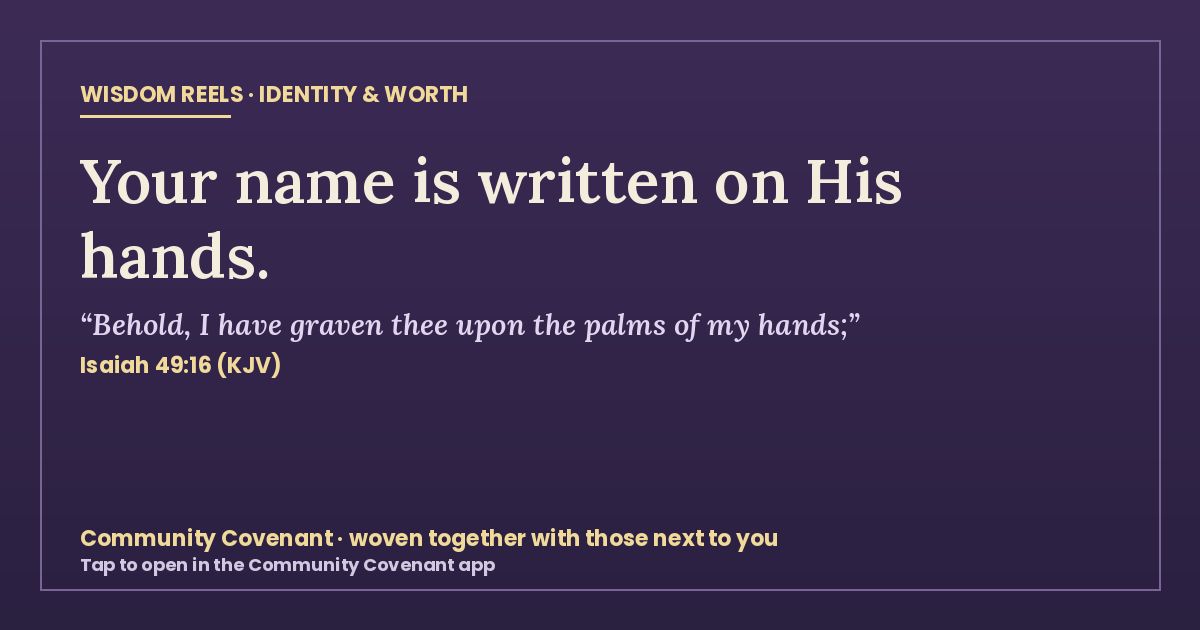 WISDOM REELS · IDENTITY & WORTH
Your name is written on His
hands.
“Behold, I have graven thee upon the palms of my hands;”
Isaiah 49:16 (KJV)
Community Covenant · woven together with those next to you
Tap to open in the Community Covenant app